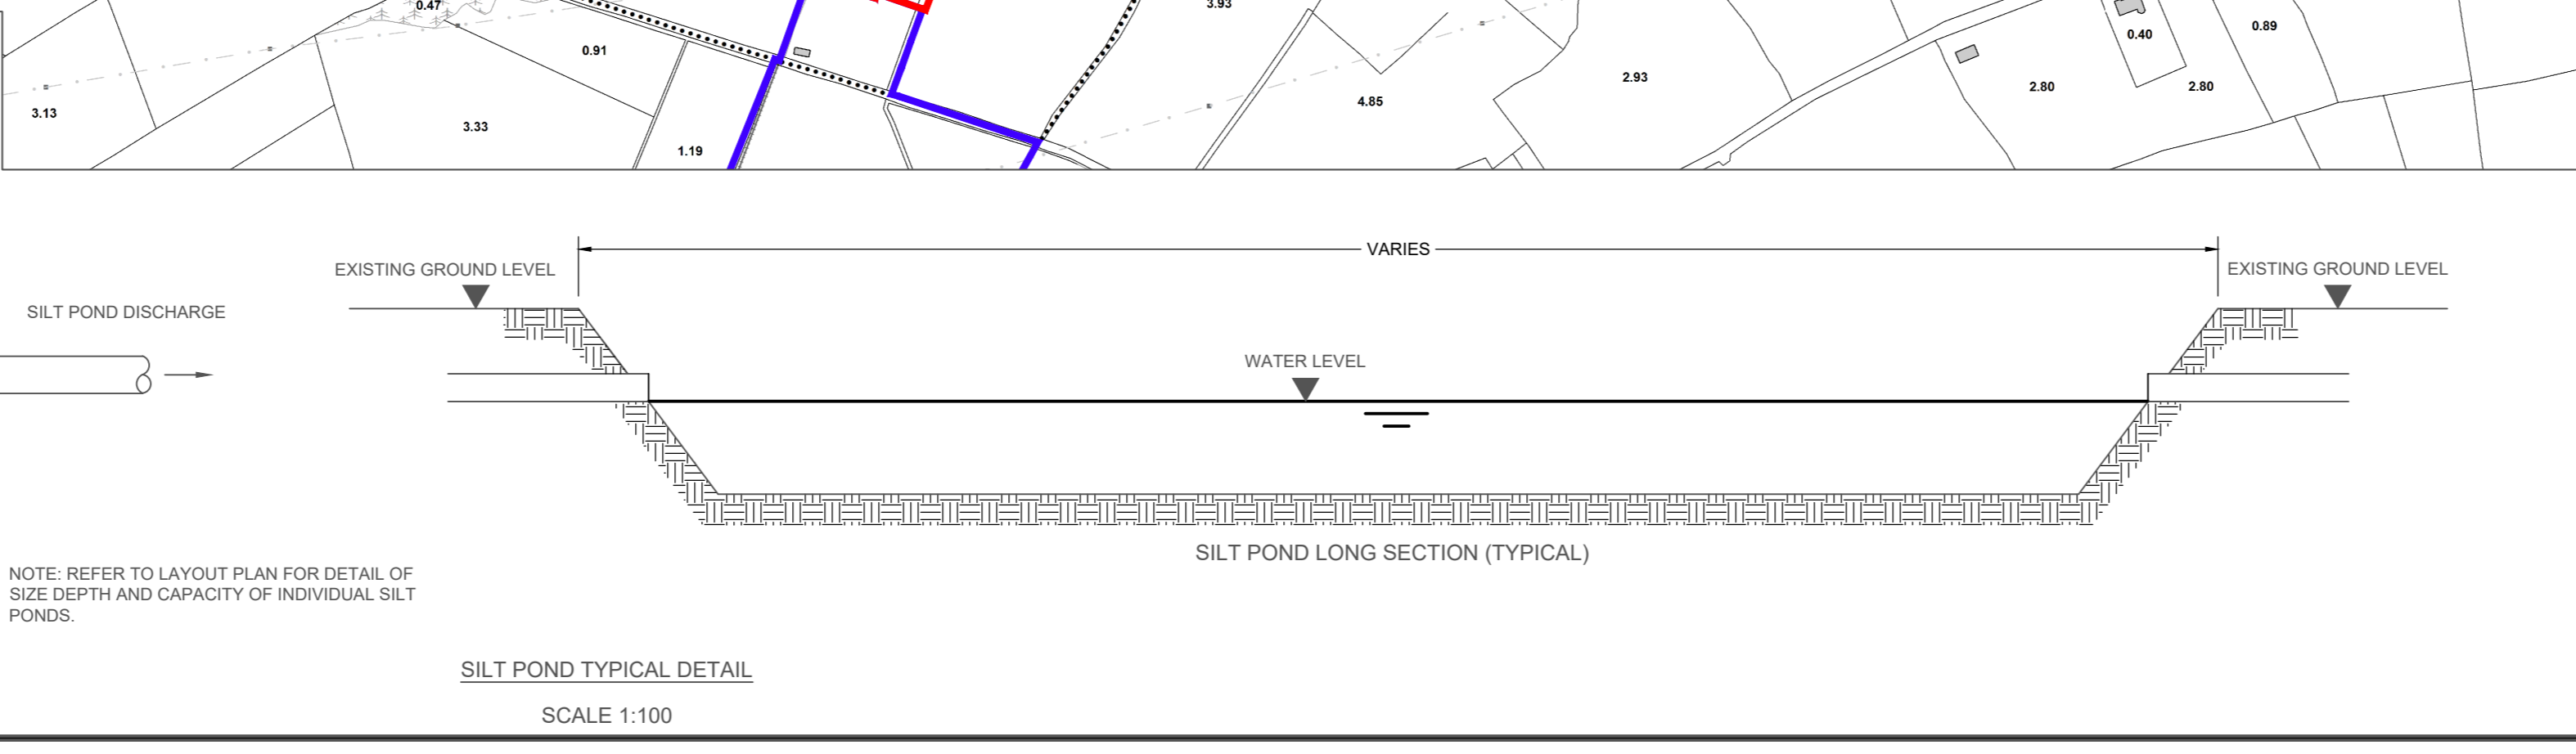 0.47
3.93
0.91
0.40
0.89
2.93
2.80
2.80
4.85
3.13
3.33
1.19
VARIES
EXISTING GROUND LEVEL
EXISTING GROUND LEVEL
SILT POND DISCHARGE
WATER LEVEL
SILT POND LONG SECTION (TYPICAL)
NOTE: REFER TO LAYOUT PLAN FOR DETAIL OF
SIZE DEPTH AND CAPACITY OF INDIVIDUAL SILT
PONDS.
SILT POND TYPICAL DETAIL
SCALE 1:100